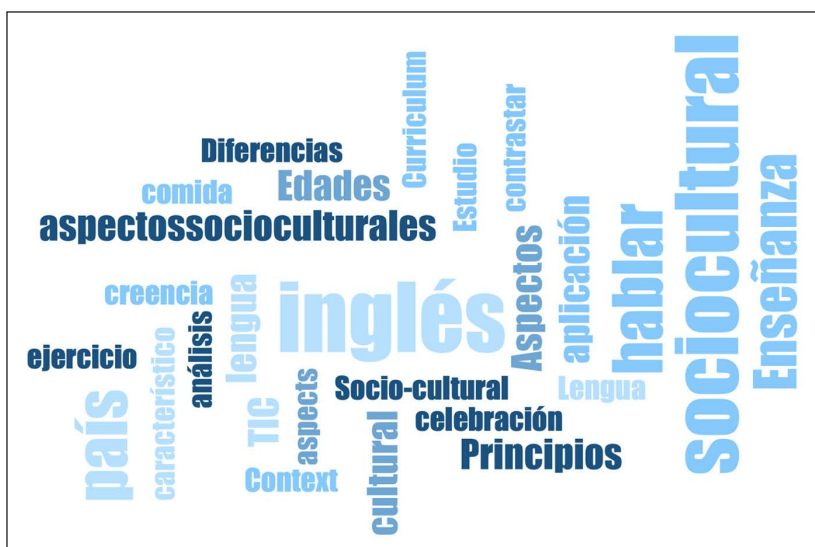 Curriculum
contrastar
sociocultural
Diferencias
Estudio
Enseñanza
comida
Edades
aspectossocioculturales
hablar
aplicación
Aspectos
creencia
lengua
inglés
análisis
ejercicio
característico
país
TIC
aspects
Socio-cultural
Lengua
celebración
cultural
Principios
Context